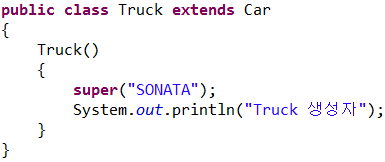 public class Truck extends Car
{
    Truck()
    {
        super("SONATA");
        System.out.println("Truck 생성자");
    }
}